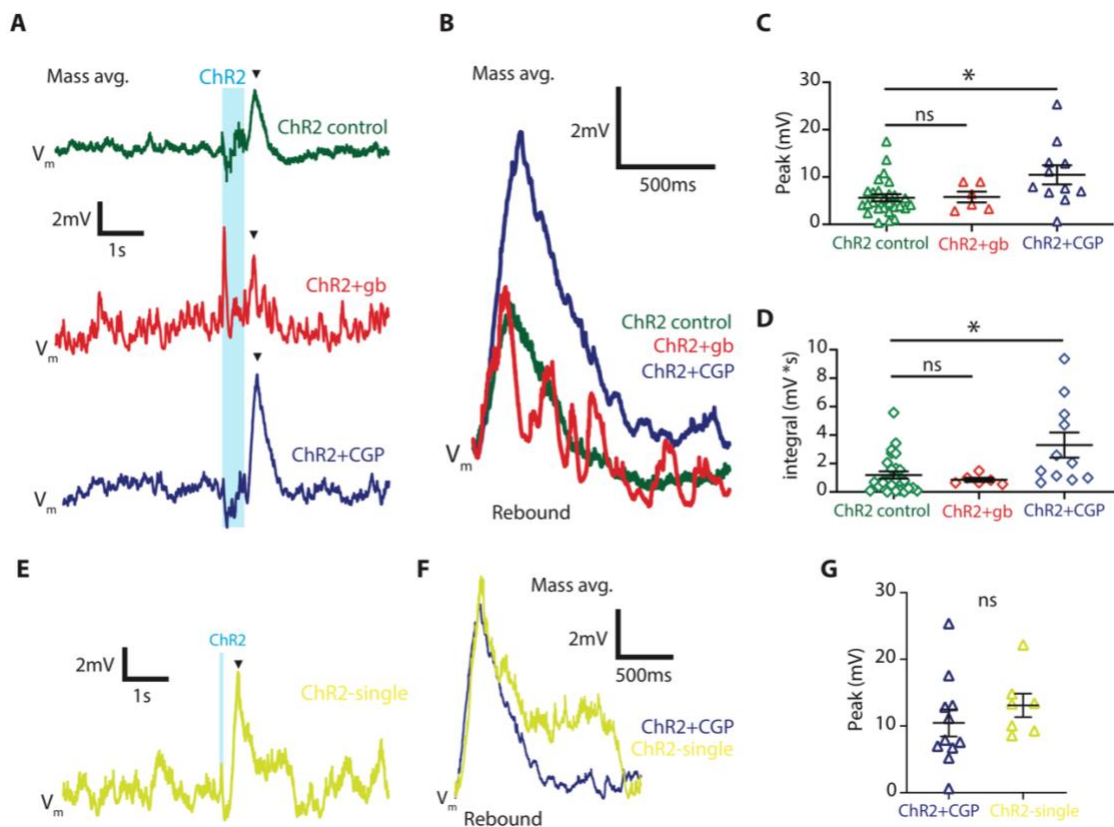 A
Mass avg.
ChR2
ChR2 control
Vm
2mV
1s
ChR2+gb
Vm
ChR2+CGP
Vm
B
Mass avg.
2mV
500ms
ChR2 control
ChR2+gb
ChR2+CGP
Vm
Rebound
C
*
ns
30
20
10
0
Peak (mV)
ChR2 control
ChR2+gb
ChR2+CGP
D
*
ns
10
8
6
4
2
0
integral (mV *s)
ChR2 control
ChR2+gb
ChR2+CGP
E
ChR2
2mV
1s
ChR2-single
Vm
F
Mass avg.
2mV
500ms
ChR2+CGP
ChR2-single
Vm
Rebound
G
ns
30
20
10
0
Peak (mV)
ChR2+CGP
ChR2-single